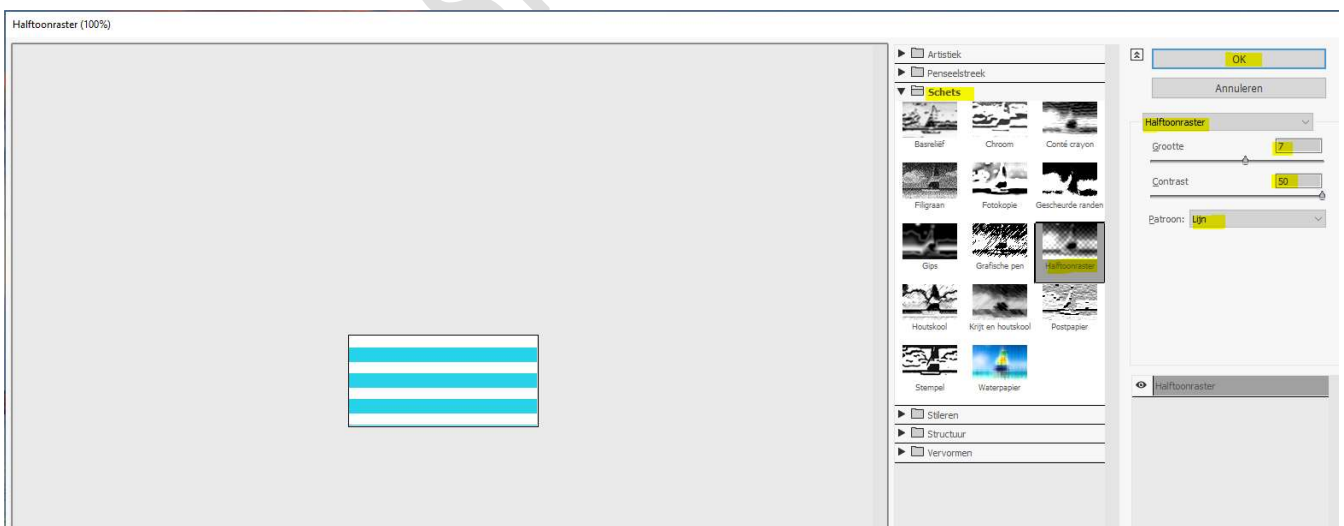 Halftoonraster (100%)
Artistiek
Penseelstreek
Schets
Basreliëf Chroom Conté crayon
Filigraan Fotokopie Gescheurde randen
Gips Grafische pen Halftoonraster
Houtskool Krijt en houtskool Postpapier
Stempel Waterpapier
Stileren
Structuur
Vervormen
OK
Annuleren
Halftoonraster
Grootte 7
Contrast 50
Patroon: Lijn
Halftoonraster